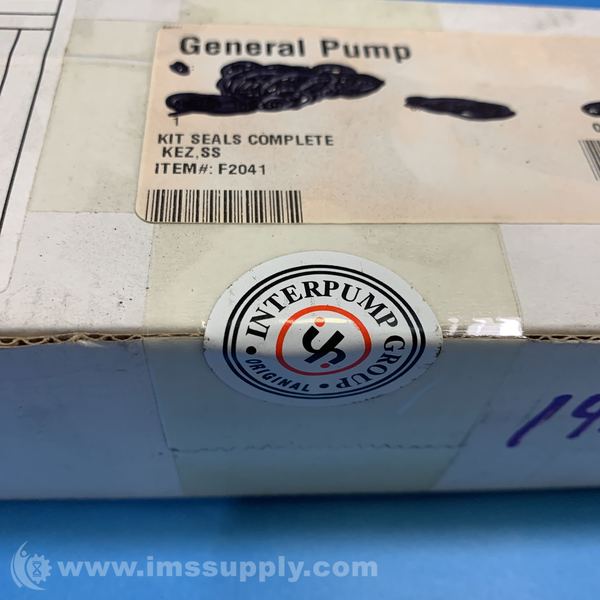 General Pump
1
KIT SEALS COMPLETE
KEZ,SS
ITEM#: F2041
INTERPUMP GROUP
• ORIGINAL •
www.imssupply.com